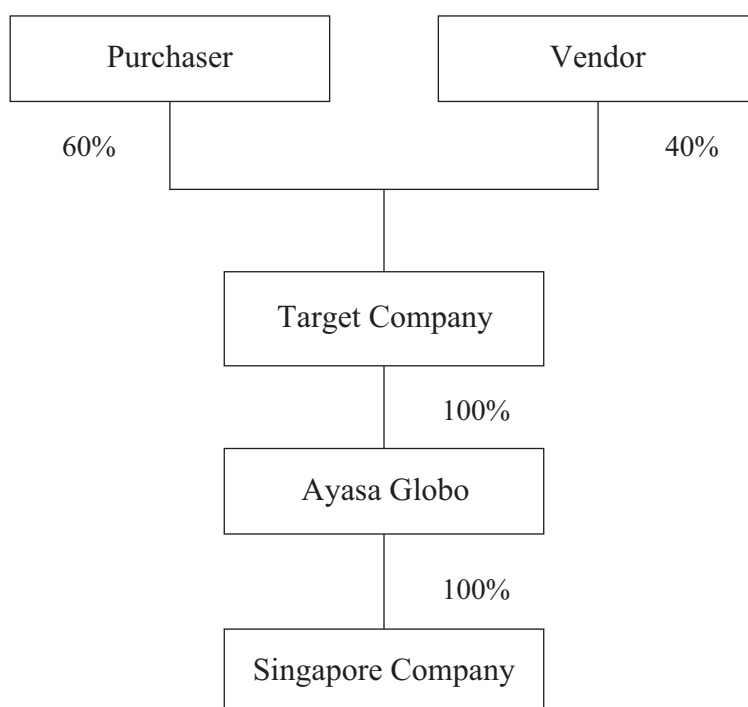 Purchaser
Vendor
60%
40%
Target Company
100%
Ayasa Globo
100%
Singapore Company